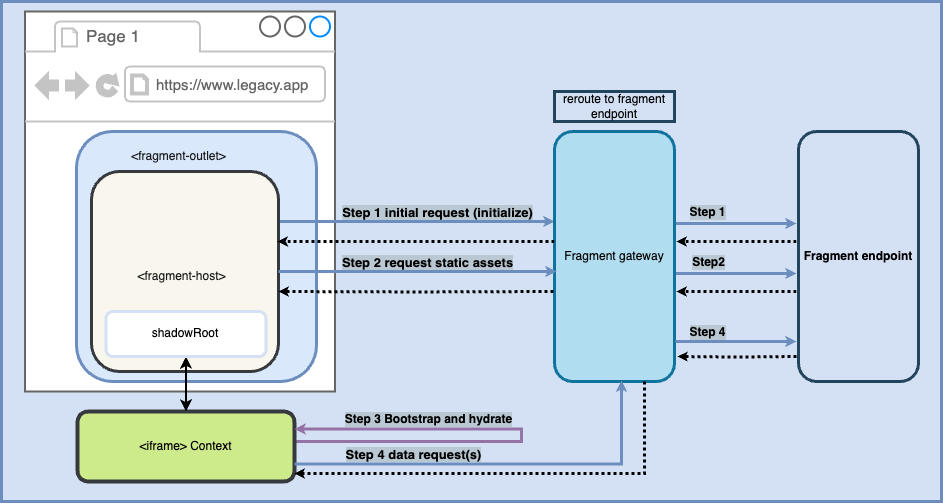 Page 1
https://www.legacy.app
reroute to fragment
endpoint
<fragment-outlet>
Step 1 initial request (initialize)
Step 1
Fragment gateway
Fragment endpoint
Step 2 request static assets
Step2
<fragment-host>
shadowRoot
Step 4
Step 3 Bootstrap and hydrate
<iframe> Context
Step 4 data request(s)